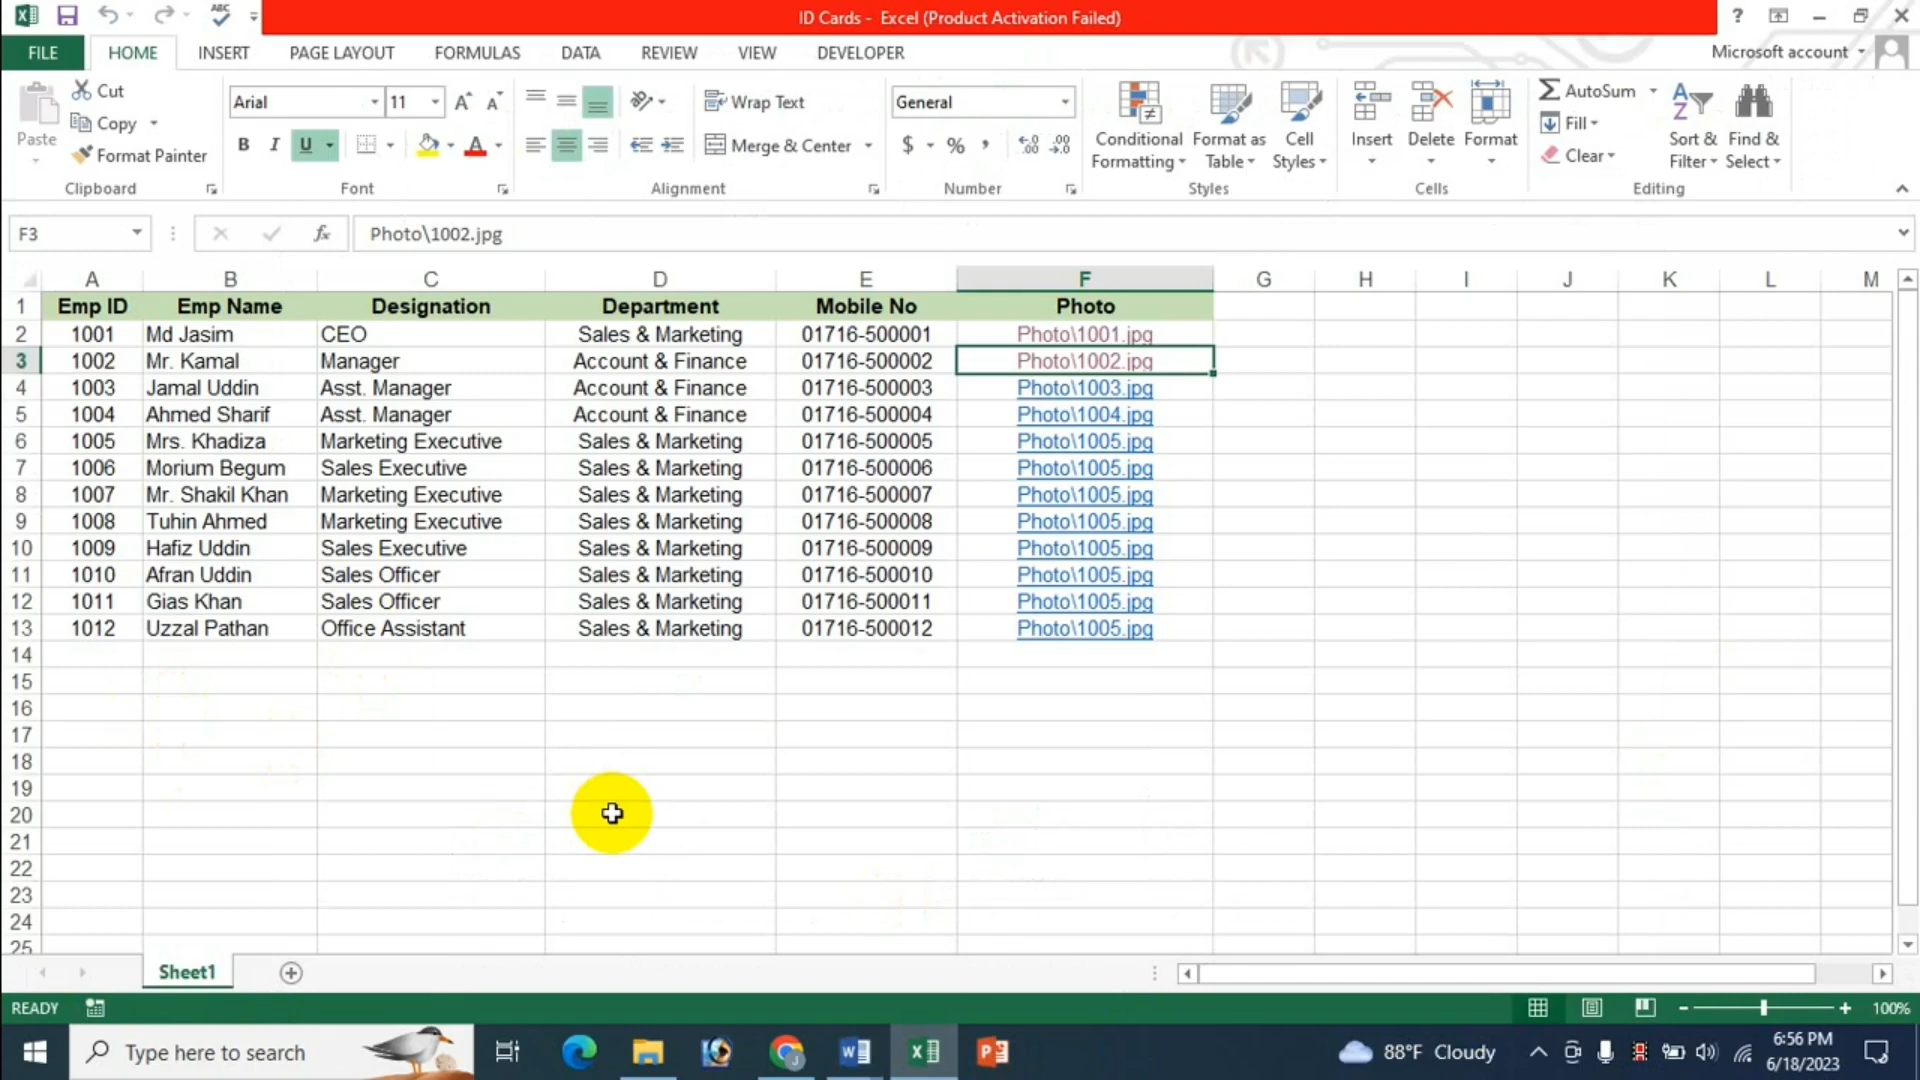 ID Cards - Excel (Product Activation Failed)
FILE HOME INSERT PAGE LAYOUT FORMULAS DATA REVIEW VIEW DEVELOPER Microsoft account
Cut
Copy
Format Painter
Paste
Clipboard
Arial 11
B I U
Font
Wrap Text
Merge & Center
Alignment
General
$ % ,
Number
Conditional Formatting
Format as Table
Cell Styles
Styles
Insert Delete Format
Cells
AutoSum
Fill
Clear
Sort & Filter
Find & Select
Editing
F3 fx Photo\1002.jpg
A B C D E F G H I J K L M
1 Emp ID Emp Name Designation Department Mobile No Photo
2 1001 Md Jasim CEO Sales & Marketing 01716-500001 Photo\1001.jpg
3 1002 Mr. Kamal Manager Account & Finance 01716-500002 Photo\1002.jpg
4 1003 Jamal Uddin Asst. Manager Account & Finance 01716-500003 Photo\1003.jpg
5 1004 Ahmed Sharif Asst. Manager Account & Finance 01716-500004 Photo\1004.jpg
6 1005 Mrs. Khadiza Marketing Executive Sales & Marketing 01716-500005 Photo\1005.jpg
7 1006 Morium Begum Sales Executive Sales & Marketing 01716-500006 Photo\1005.jpg
8 1007 Mr. Shakil Khan Marketing Executive Sales & Marketing 01716-500007 Photo\1005.jpg
9 1008 Tuhin Ahmed Marketing Executive Sales & Marketing 01716-500008 Photo\1005.jpg
10 1009 Hafiz Uddin Sales Executive Sales & Marketing 01716-500009 Photo\1005.jpg
11 1010 Afran Uddin Sales Officer Sales & Marketing 01716-500010 Photo\1005.jpg
12 1011 Gias Khan Sales Officer Sales & Marketing 01716-500011 Photo\1005.jpg
13 1012 Uzzal Pathan Office Assistant Sales & Marketing 01716-500012 Photo\1005.jpg
14
15
16
17
18
19
20
21
22
23
24
25
Sheet1
READY 100%
Type here to search 88°F Cloudy 6:56 PM
6/18/2023